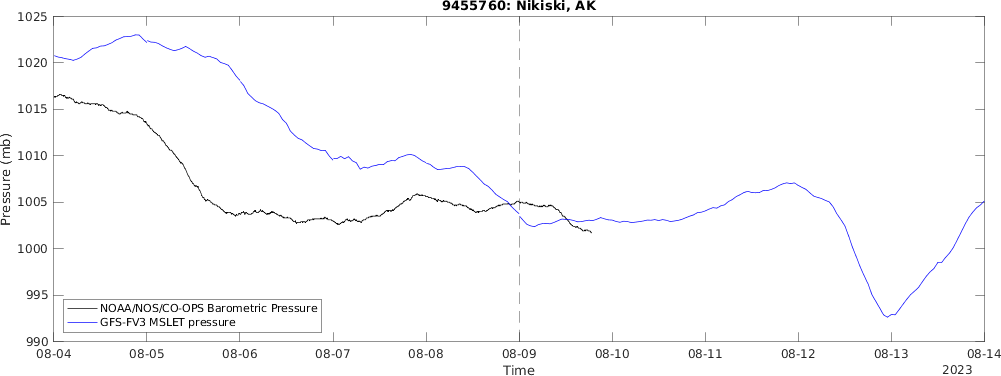 9455760: Nikiski, AK
Pressure (mb)
1025
1020
1015
1010
1005
1000
995
990
NOAA/NOS/CO-OPS Barometric Pressure
GFS-FV3 MSLET pressure
08-04 08-05 08-06 08-07 08-08 08-09 08-10 08-11 08-12 08-13 08-14
Time
2023